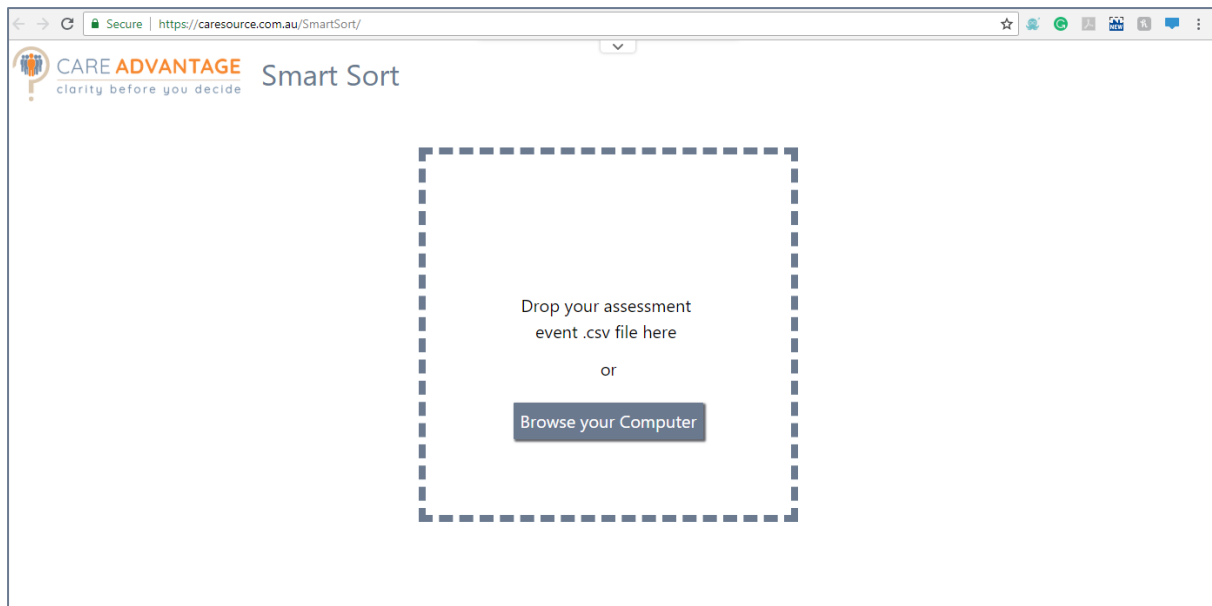 Secure | https://caresource.com.au/SmartSort/
NEW
CARE ADVANTAGE
clarity before you decide
Smart Sort
Drop your assessment
event .csv file here
or
Browse your Computer